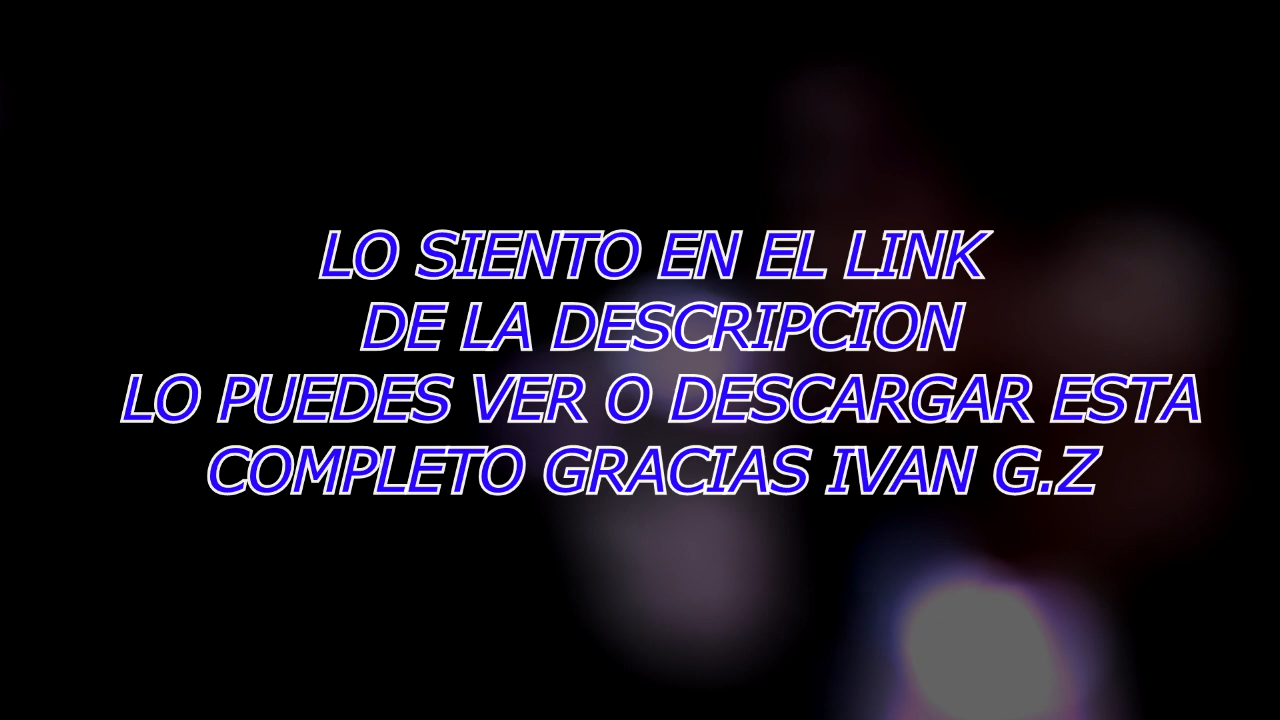 LO SIENTO EN EL LINK
DE LA DESCRIPCION
LO PUEDES VER O DESCARGAR ESTA
COMPLETO GRACIAS IVAN G.Z